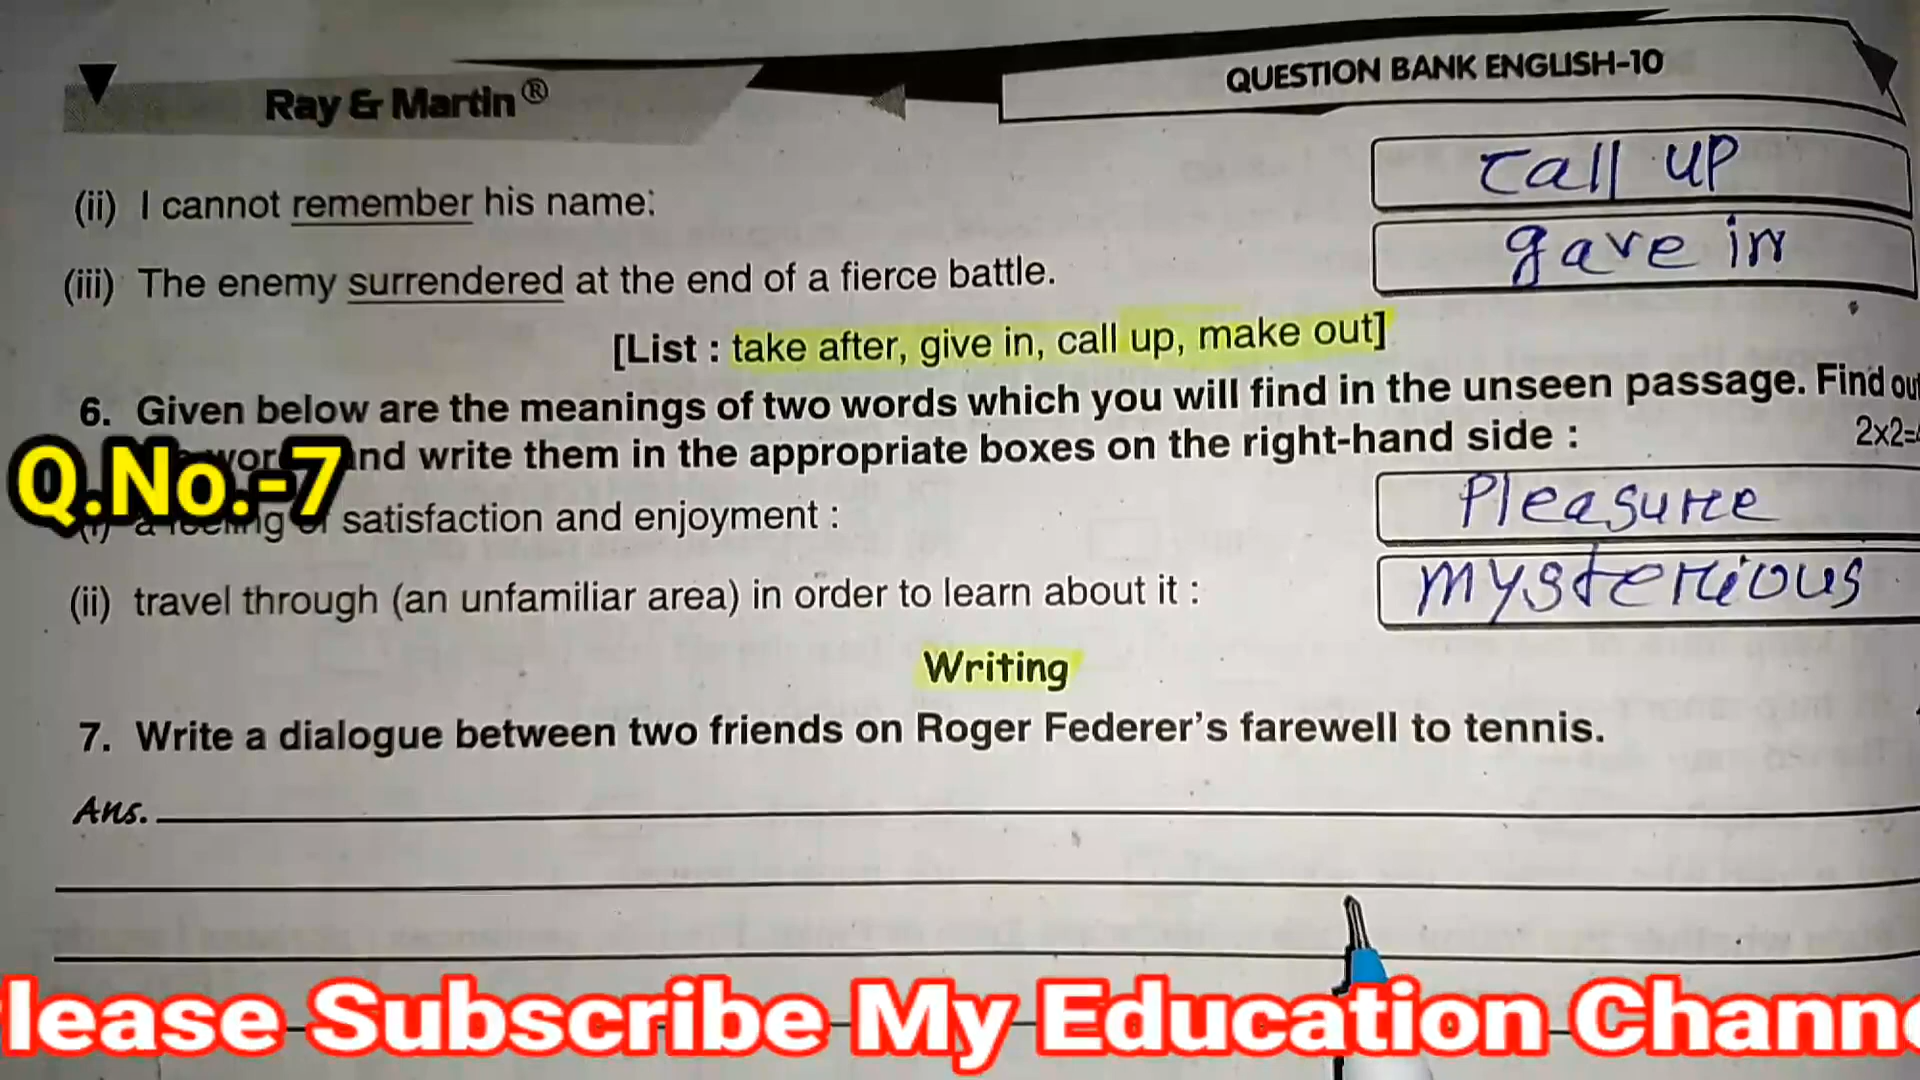 Ray & Martin®
QUESTION BANK ENGLISH-10
(ii) I cannot remember his name:
call up
(iii) The enemy surrendered at the end of a fierce battle.
gave in
[List : take after, give in, call up, make out]
6. Given below are the meanings of two words which you will find in the unseen passage. Find out
and write them in the appropriate boxes on the right-hand side :
2x2=4
Q.No.-7
(i) a feeling of satisfaction and enjoyment :
Pleasure
(ii) travel through (an unfamiliar area) in order to learn about it :
mysterious
Writing
7. Write a dialogue between two friends on Roger Federer's farewell to tennis.
Ans.
lease Subscribe My Education Channe